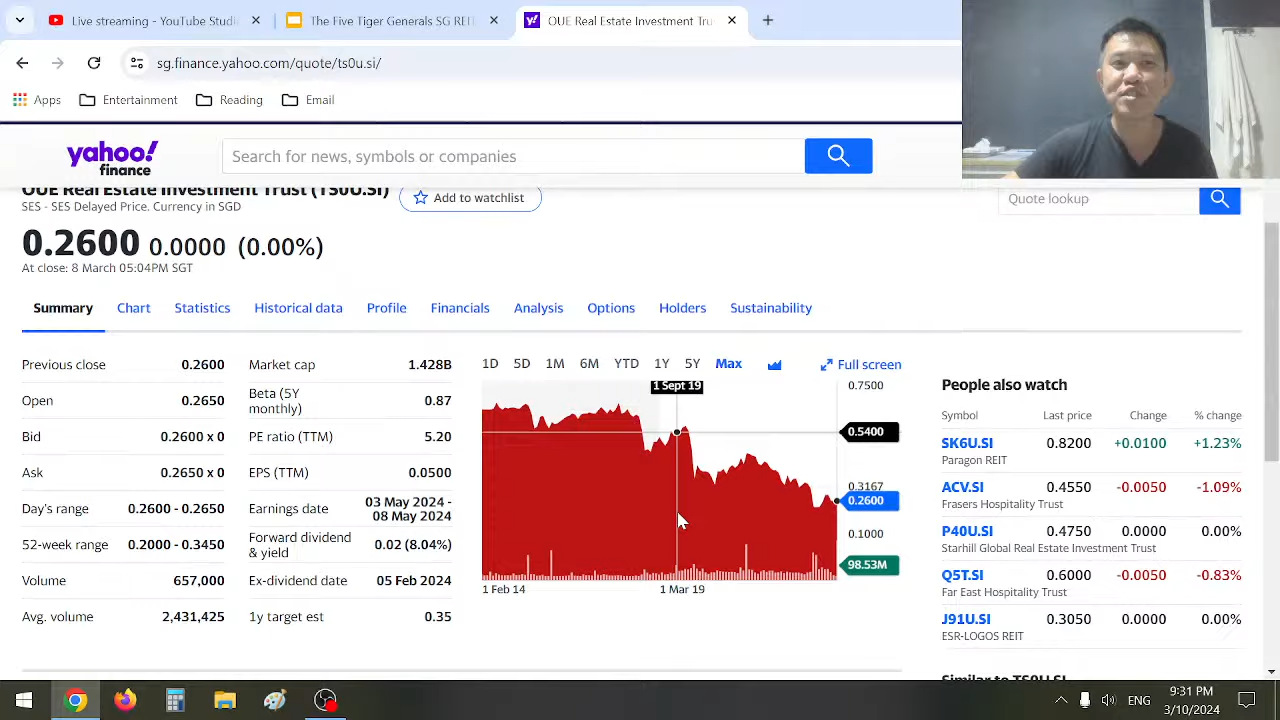 Live streaming - YouTube Studi
The Five Tiger Generals SG REI
OUE Real Estate Investment Tru
sg.finance.yahoo.com/quote/ts0u.si/
Apps
Entertainment
Reading
Email
yahoo!
finance
Search for news, symbols or companies
OUE Real Estate Investment Trust (TS0U.SI)
Add to watchlist
SES - SES Delayed Price. Currency in SGD
Quote lookup
0.2600 0.0000 (0.00%)
At close: 8 March 05:04PM SGT
Summary Chart Statistics Historical data Profile Financials Analysis Options Holders Sustainability
Previous close 0.2600
Open 0.2650
Bid 0.2600 x 0
Ask 0.2650 x 0
Day's range 0.2600 - 0.2650
52-week range 0.2000 - 0.3450
Volume 657,000
Avg. volume 2,431,425
Market cap 1.428B
Beta (5Y
monthly) 0.87
PE ratio (TTM) 5.20
EPS (TTM) 0.0500
Earnings date 03 May 2024 -
08 May 2024
Forward dividend
& yield 0.02 (8.04%)
Ex-dividend date 05 Feb 2024
1y target est 0.35
1D 5D 1M 6M YTD 1Y 5Y Max
Full screen
1 Sept 19
0.7500
0.5400
0.3167
0.2600
0.1000
98.53M
1 Feb 14
1 Mar 19
People also watch
Symbol Last price Change % change
SK6U.SI 0.8200 +0.0100 +1.23%
Paragon REIT
ACV.SI 0.4550 -0.0050 -1.09%
Frasers Hospitality Trust
P40U.SI 0.4750 0.0000 0.00%
Starhill Global Real Estate Investment Trust
Q5T.SI 0.6000 -0.0050 -0.83%
Far East Hospitality Trust
J91U.SI 0.3050 0.0000 0.00%
ESR-LOGOS REIT
Similar to TS0U.SI
ENG
9:31 PM
3/10/2024